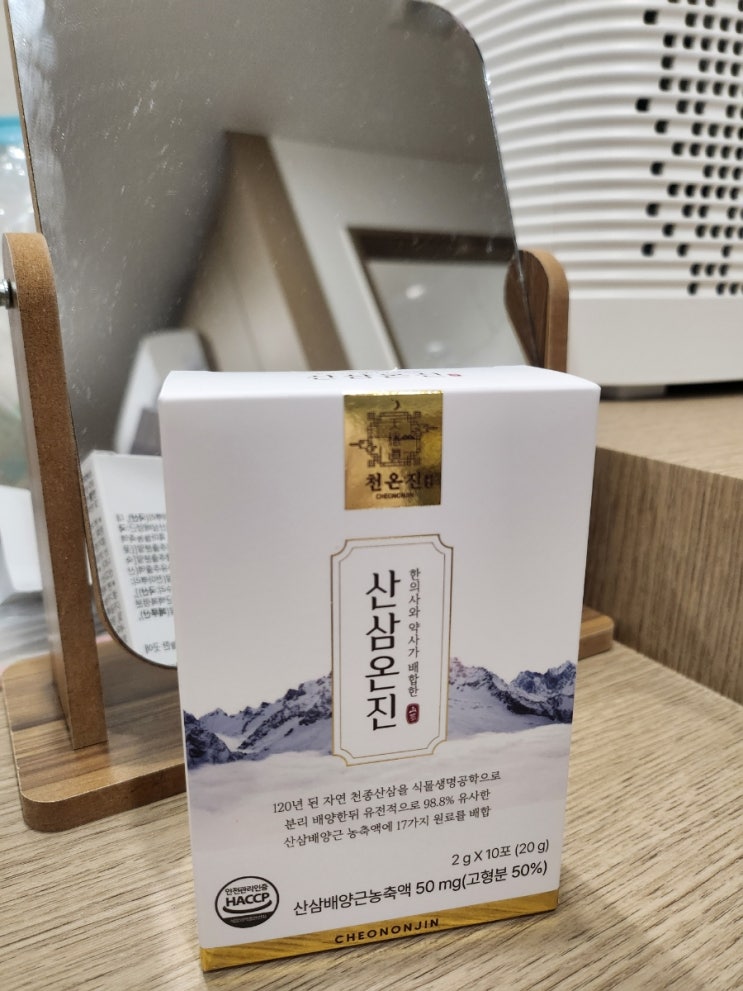 산삼온진
천온진
CHEONONJIN
한의사와 약사가 배합한
산삼온진
120년 된 자연 천종산삼을 식물생명공학으로
분리 배양한뒤 유전적으로 98.8% 유사한
산삼배양근 농축액에 17가지 원료를 배합
2 g X 10포 (20 g)
산삼배양근농축액 50 mg(고형분 50%)
안전관리인증
HACCP
CHEONONJIN